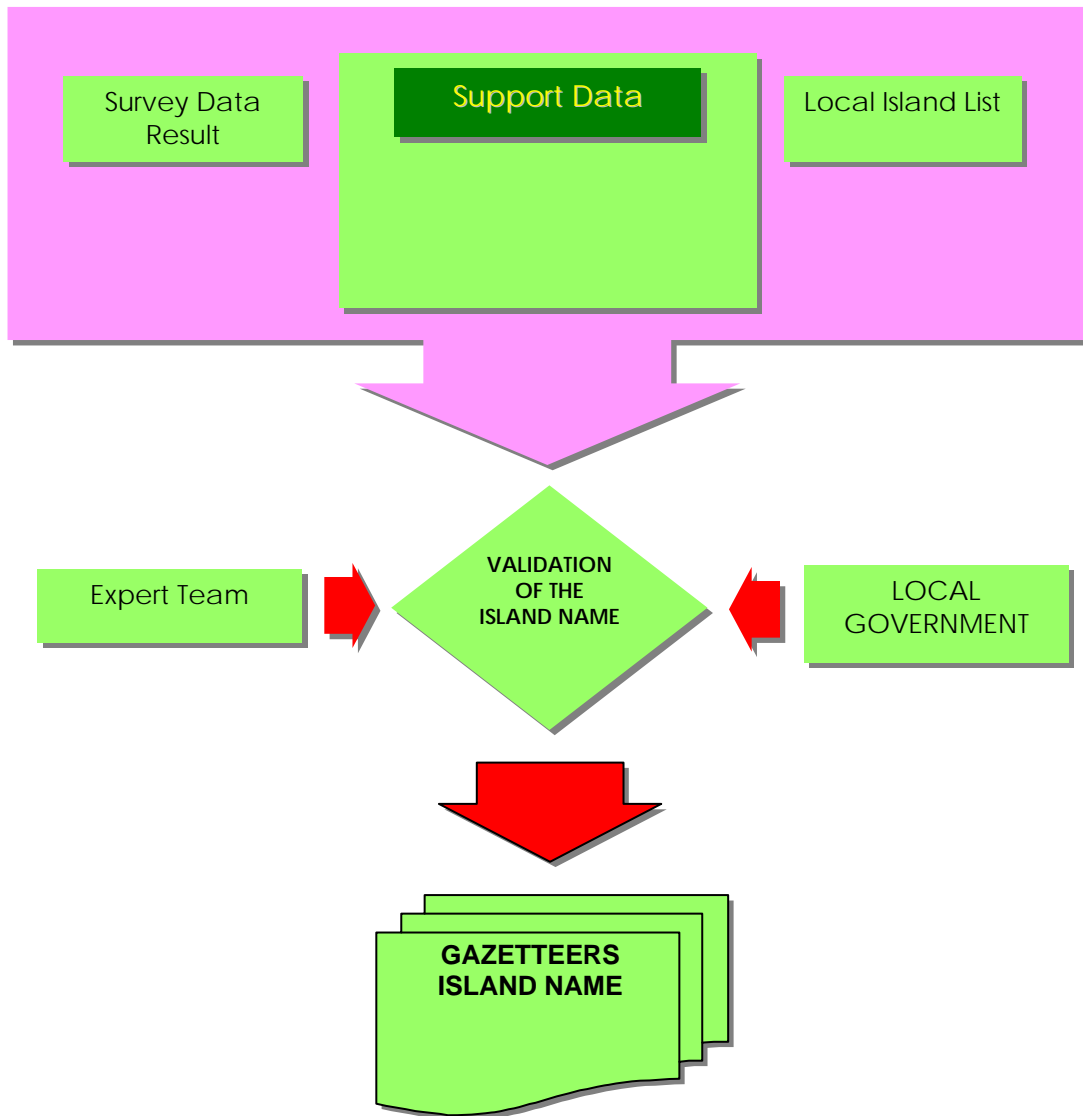 Survey Data
Result
Support Data
Local Island List
VALIDATION
OF THE
ISLAND NAME
Expert Team
LOCAL
GOVERNMENT
GAZETTEERS
ISLAND NAME